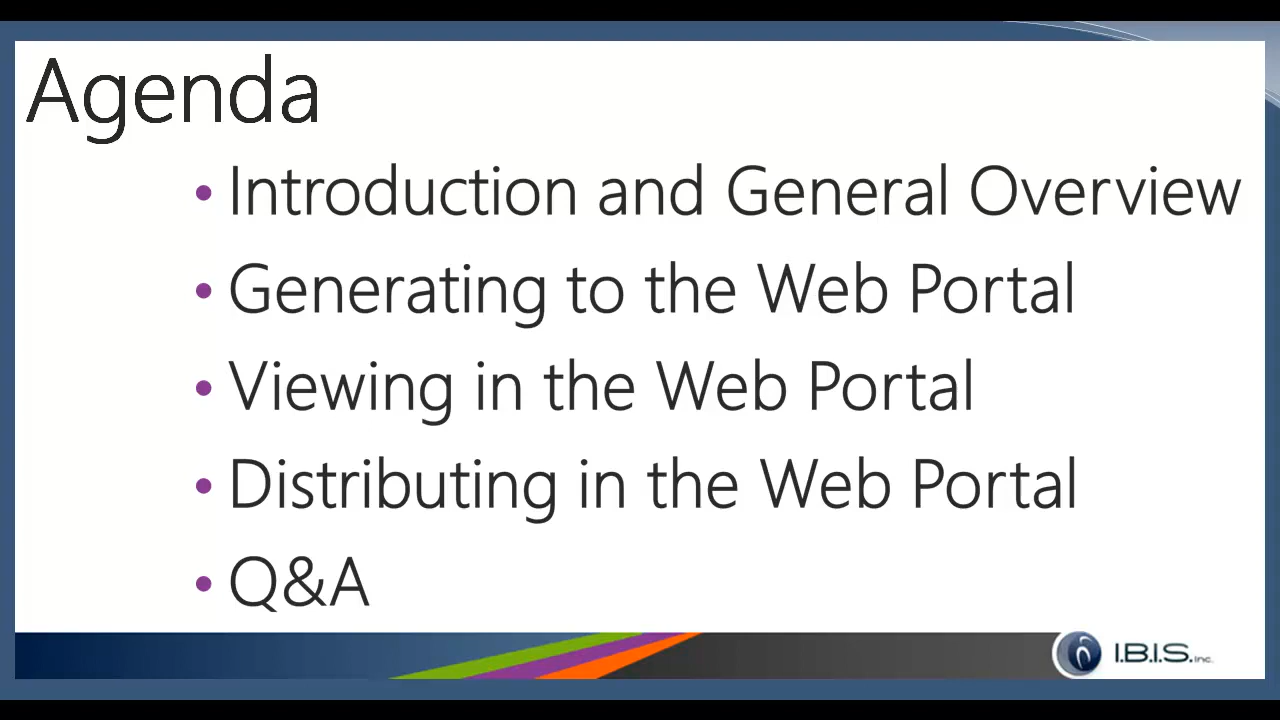 Agenda
• Introduction and General Overview
• Generating to the Web Portal
• Viewing in the Web Portal
• Distributing in the Web Portal
• Q&A
I.B.I.S. Inc.